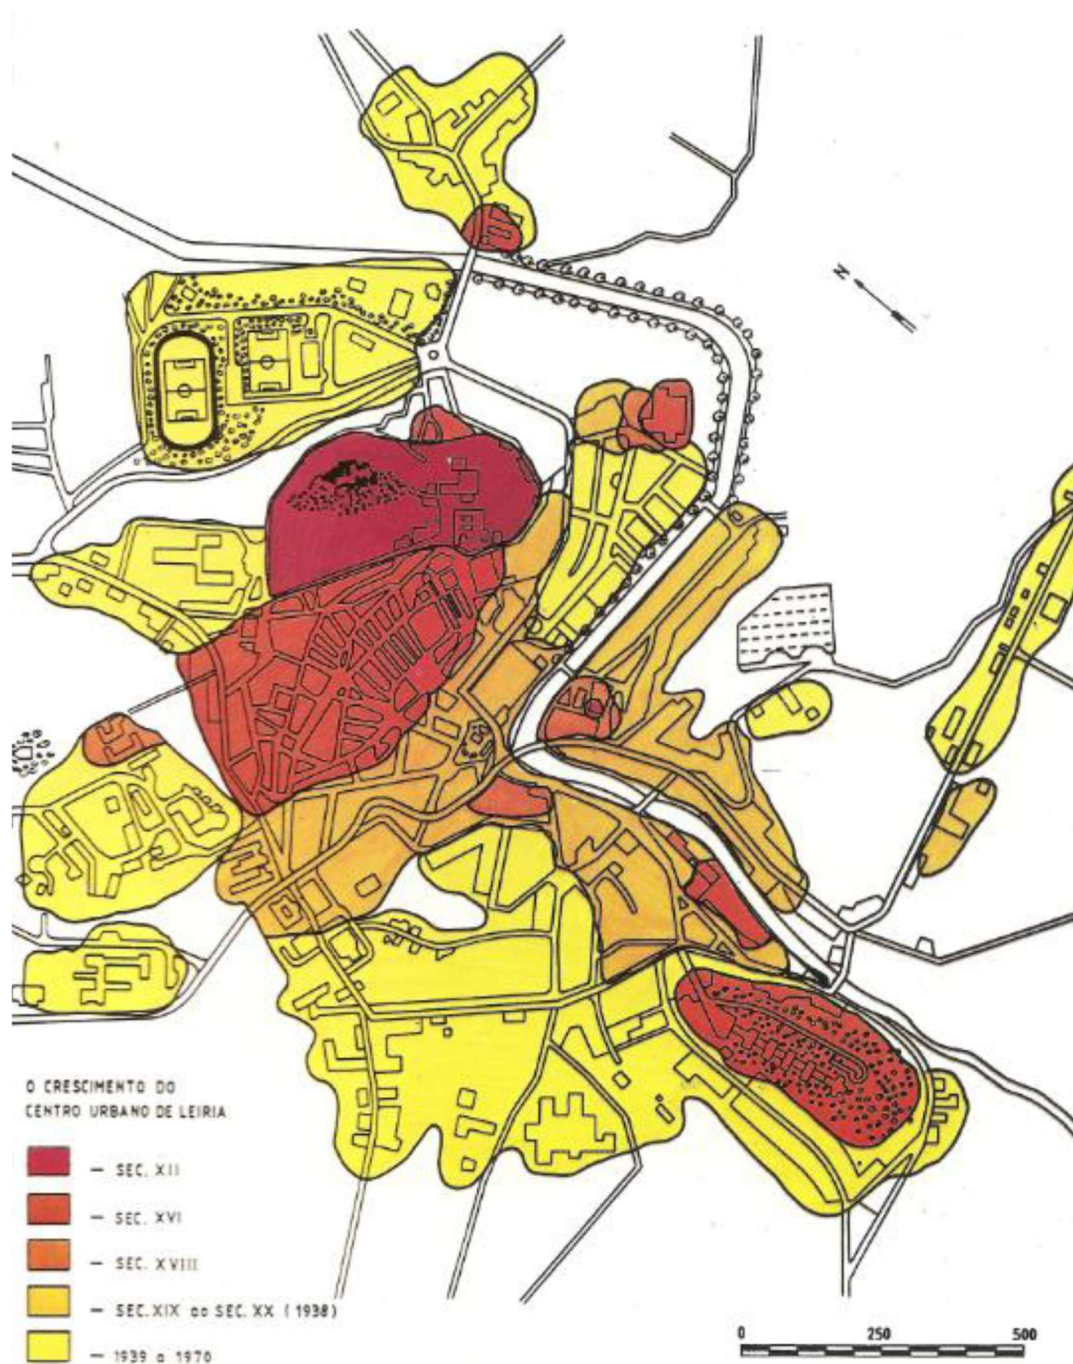 N
O CRESCIMENTO DO
CENTRO URBANO DE LEIRIA
— SEC. XII
— SEC. XVI
— SEC. XVIII
— SEC. XIX ao SEC. XX (1938)
— 1939 a 1970
0 250 500